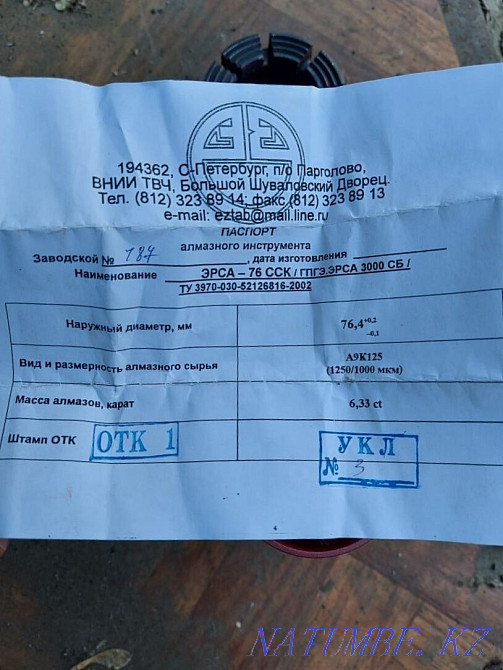 194362, С-Петербург, п/о Парголово,
ВНИИ ТВЧ, Большой Шуваловский Дворец.
Тел. (812) 323 89 14; факс (812) 323 89 13
e-mail: eztab@mail.line.ru
ПАСПОРТ
алмазного инструмента
Заводской № 187, дата изготовления
Наименование ЭРСА – 76 ССК / ГПГЭ.ЭРСА 3000 СБ /
ТУ 3970-030-52126816-2002
Наружный диаметр, мм 76,4 +0,2 –0,1
Вид и размерность алмазного сырья А9К125 (1250/1000 мкм)
Масса алмазов, карат 6,33 ct
Штамп ОТК ОТК 1
УКЛ
№ 3
NATUMBE.KZ